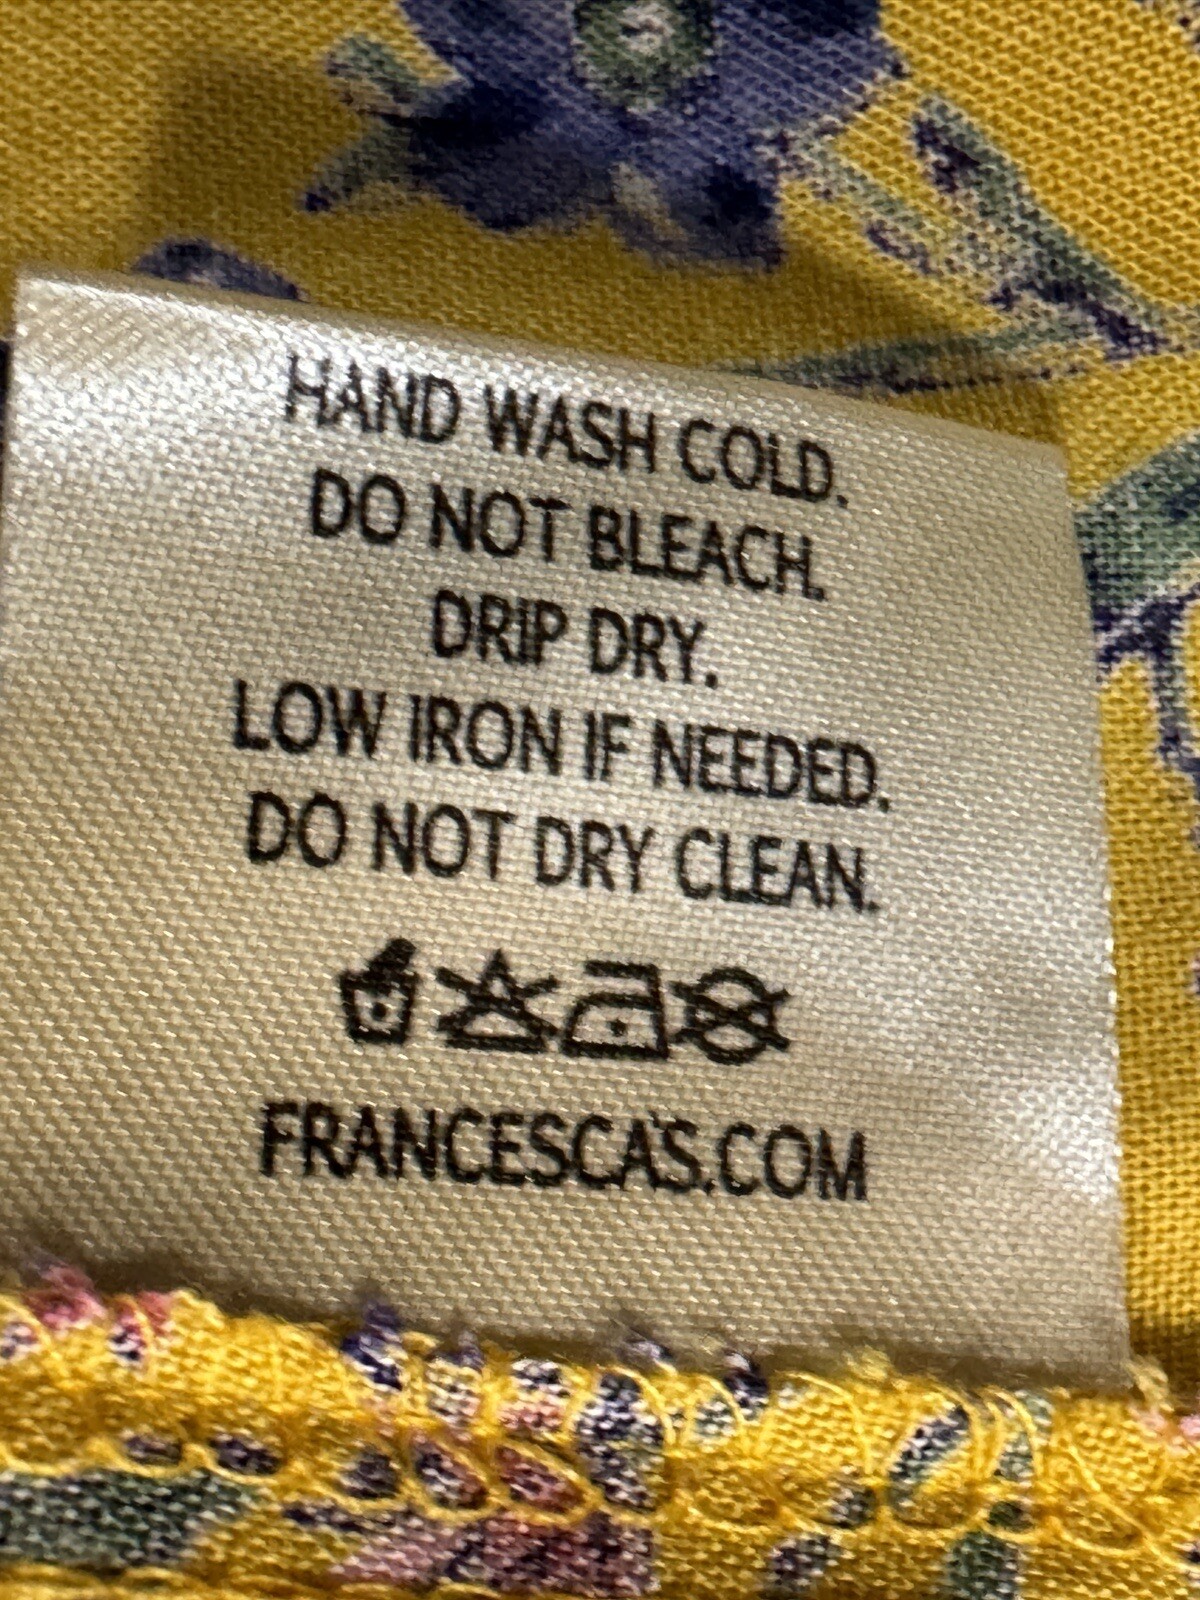 HAND WASH COLD.
DO NOT BLEACH.
DRIP DRY.
LOW IRON IF NEEDED.
DO NOT DRY CLEAN.
FRANCESCA'S.COM